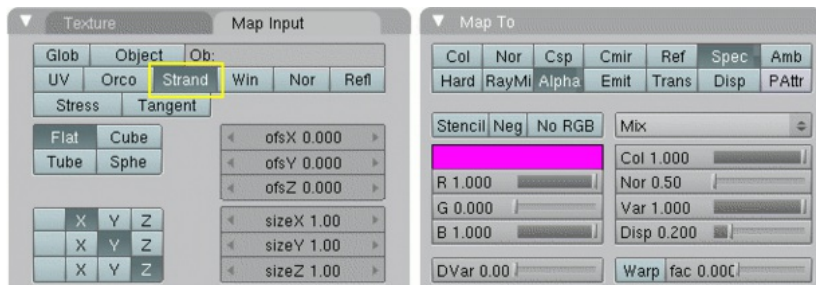 Texture Map Input
Glob Object Ob:
UV Orco Strand Win Nor Refl
Stress Tangent
Flat Cube
Tube Sphe
ofsX 0.000
ofsY 0.000
ofsZ 0.000
X Y Z
X Y Z
X Y Z
sizeX 1.00
sizeY 1.00
sizeZ 1.00
Map To
Col Nor Csp Cmir Ref Spec Amb
Hard RayMi Alpha Emit Trans Disp PAttr
Stencil Neg No RGB
Mix
R 1.000
G 0.000
B 1.000
Col 1.000
Nor 0.50
Var 1.000
Disp 0.200
DVar 0.00
Warp fac 0.000